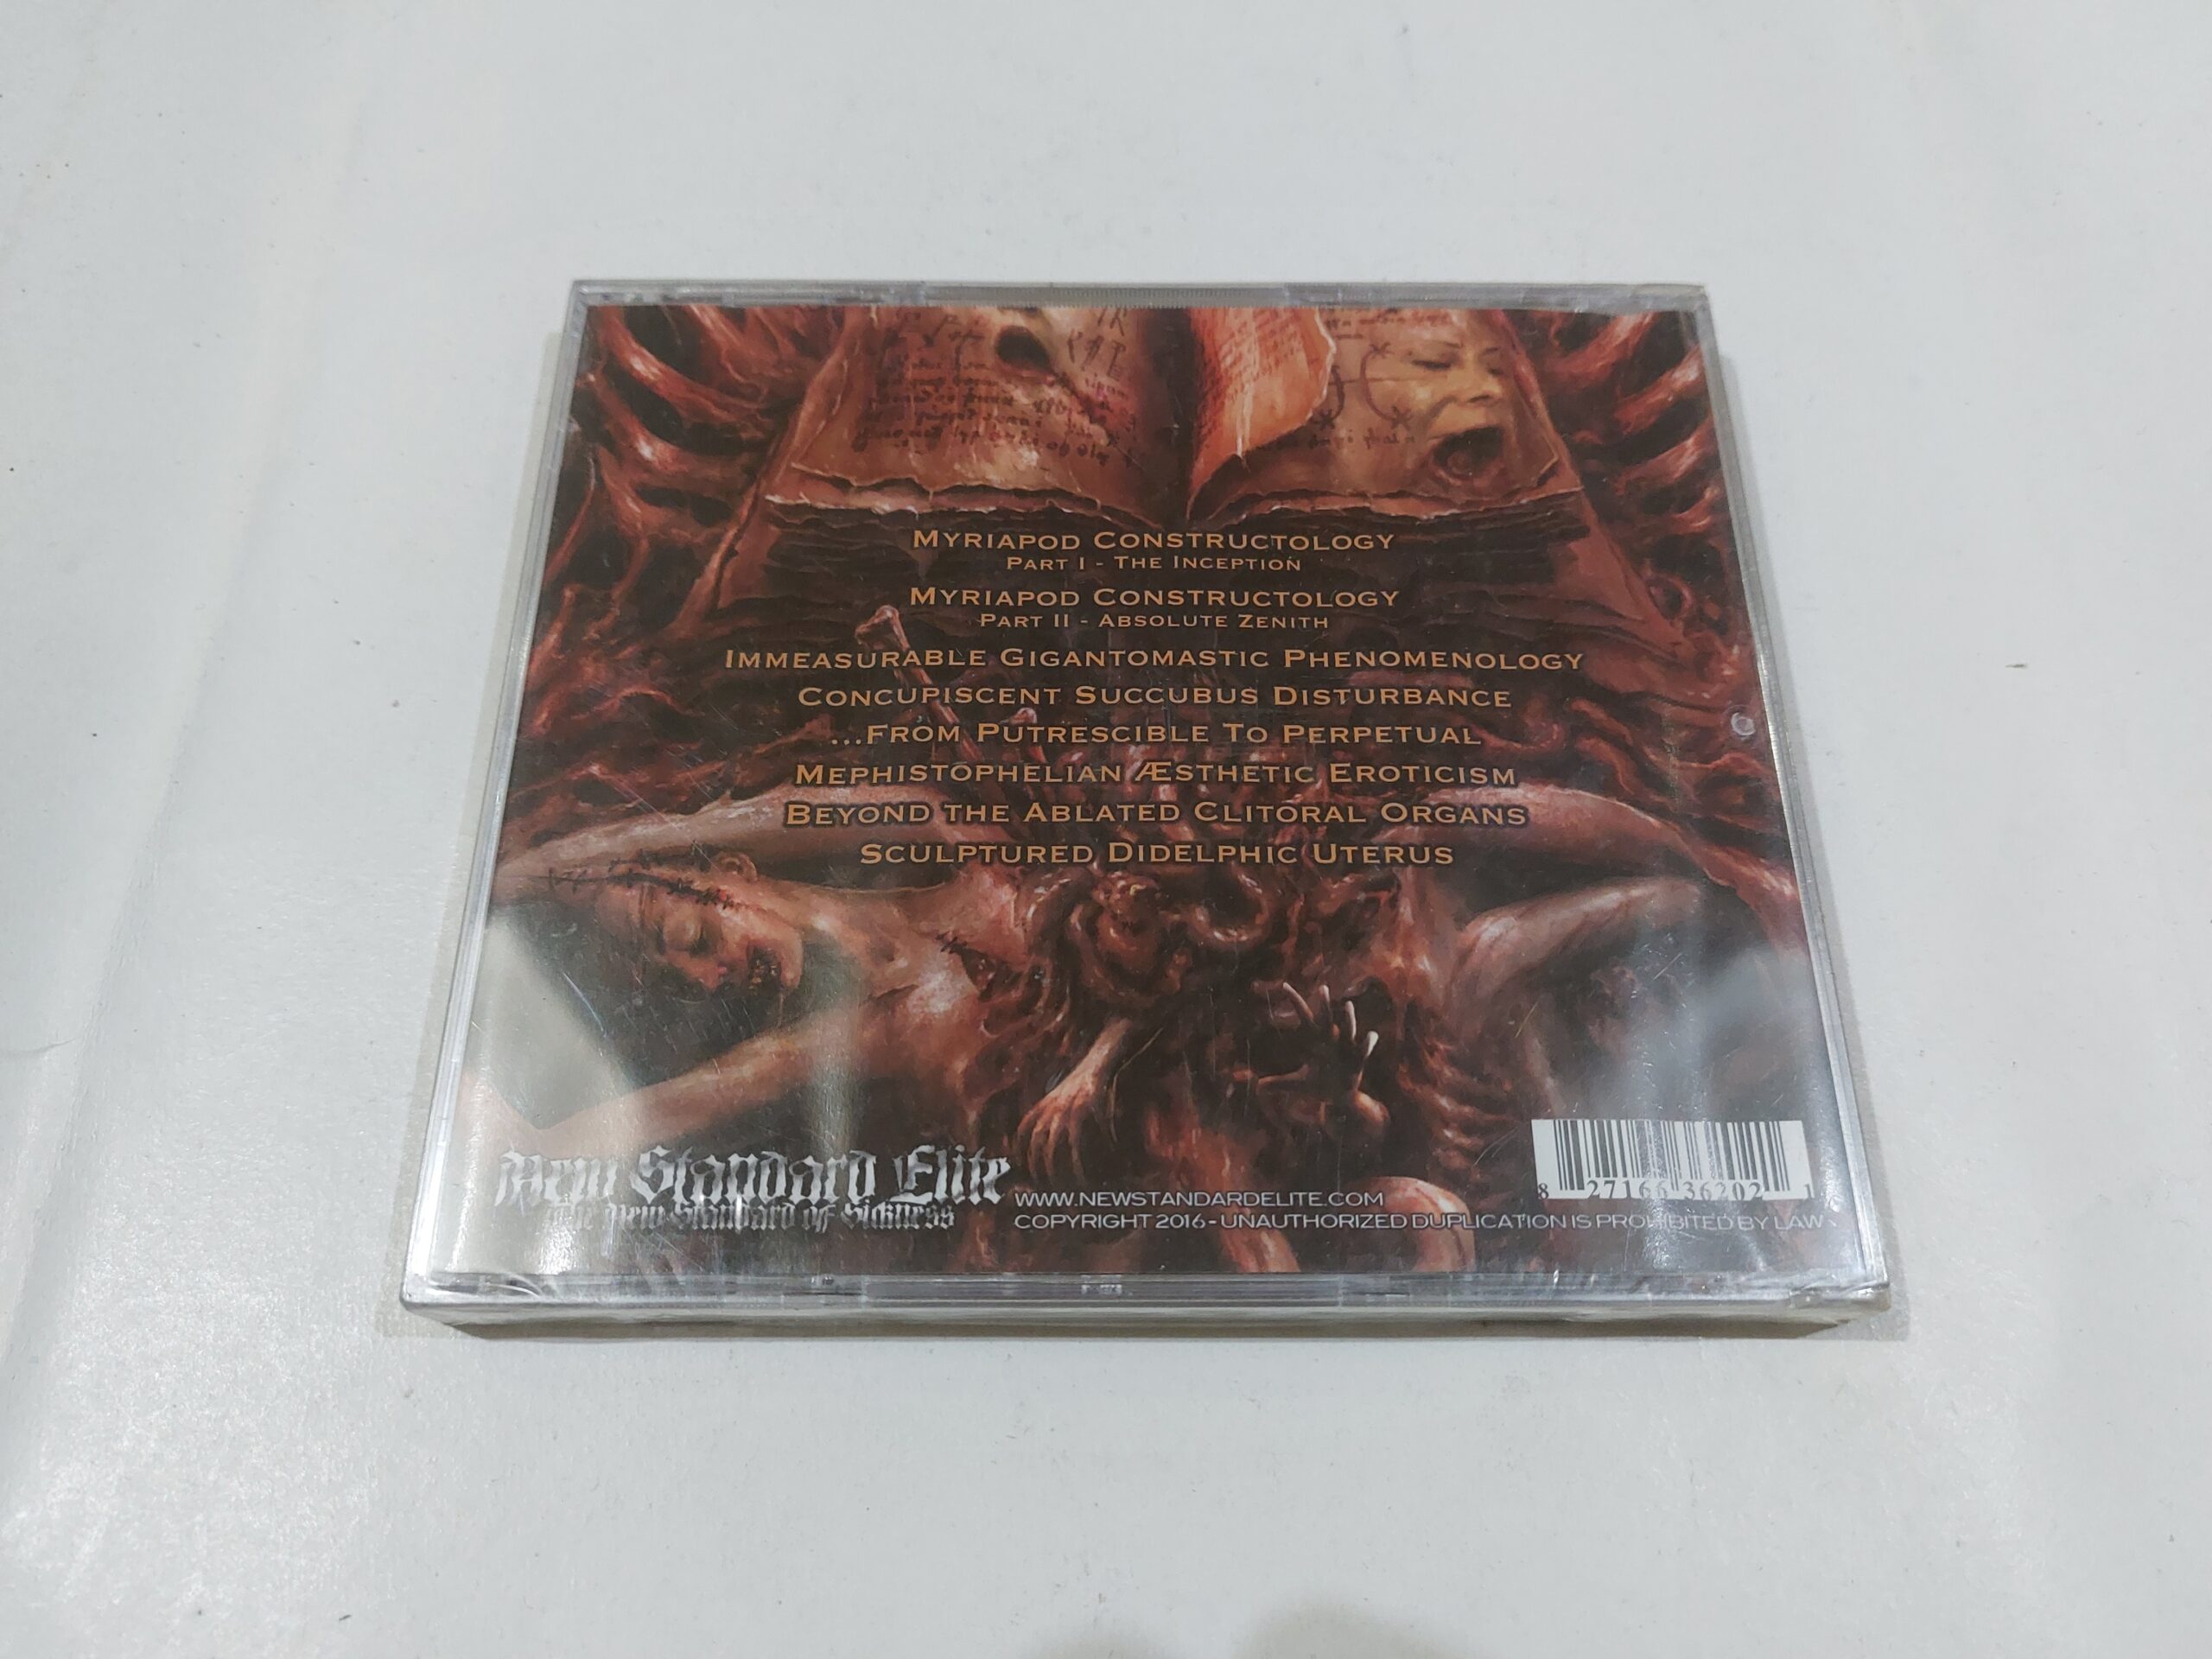 Myriapod Constructology
Part I - The Inception
Myriapod Constructology
Part II - Absolute Zenith
Immeasurable Gigantomastic Phenomenology
Concupiscent Succubus Disturbance
...From Putrescible To Perpetual
Mephistophelian Æsthetic Eroticism
Beyond the Ablated Clitoral Organs
Sculptured Didelphic Uterus
New Standard Elite
The New Standard of Sickness
WWW.NEWSTANDARDELITE.COM
COPYRIGHT 2016 - UNAUTHORIZED DUPLICATION IS PROHIBITED BY LAW
8 27166 36202 1